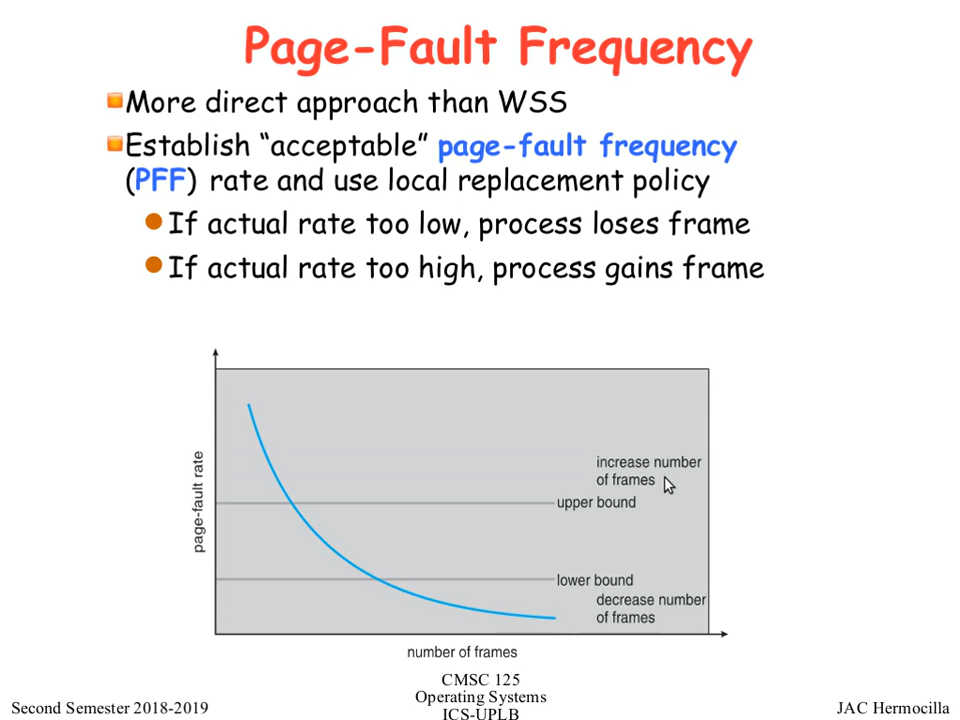 Page-Fault Frequency
More direct approach than WSS
Establish “acceptable” page-fault frequency
(PFF) rate and use local replacement policy
If actual rate too low, process loses frame
If actual rate too high, process gains frame
page-fault rate
increase number
of frames
upper bound
lower bound
decrease number
of frames
number of frames
Second Semester 2018-2019
CMSC 125
Operating Systems
ICS-UPLB
JAC Hermocilla